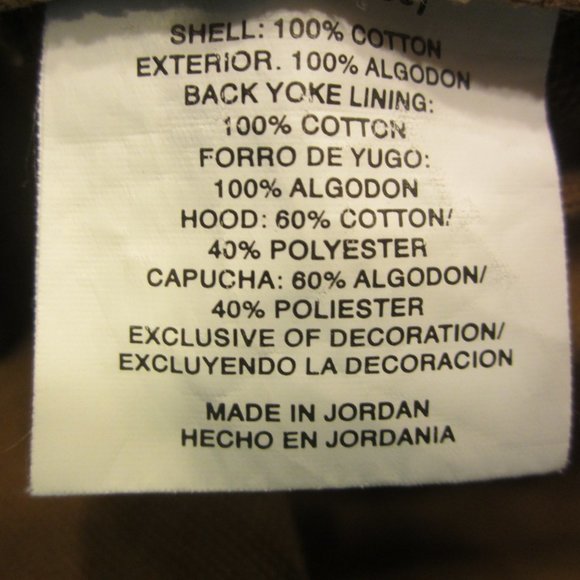 SHELL: 100% COTTON
EXTERIOR. 100% ALGODON
BACK YOKE LINING:
100% COTTON
FORRO DE YUGO:
100% ALGODON
HOOD: 60% COTTON/
40% POLYESTER
CAPUCHA: 60% ALGODON/
40% POLIESTER
EXCLUSIVE OF DECORATION/
EXCLUYENDO LA DECORACION
MADE IN JORDAN
HECHO EN JORDANIA